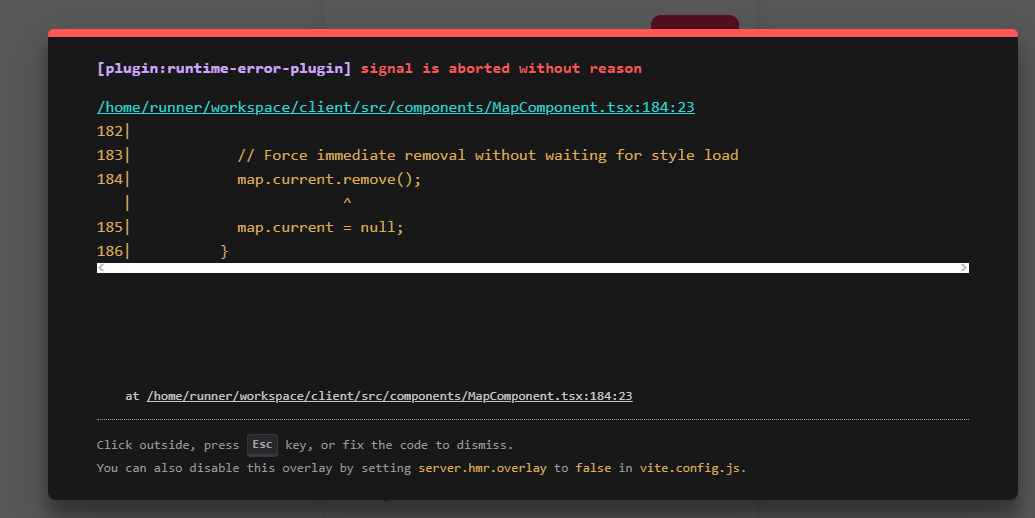 [plugin:runtime-error-plugin] signal is aborted without reason
/home/runner/workspace/client/src/components/MapComponent.tsx:184:23
182|
183|            // Force immediate removal without waiting for style load
184|            map.current.remove();
   |                        ^
185|            map.current = null;
186|          }
at /home/runner/workspace/client/src/components/MapComponent.tsx:184:23
Click outside, press Esc key, or fix the code to dismiss.
You can also disable this overlay by setting server.hmr.overlay to false in vite.config.js.